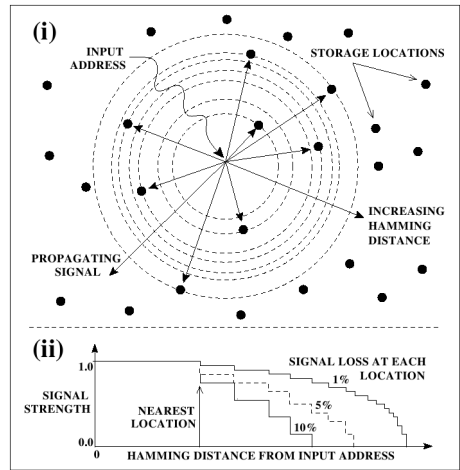 (i)
INPUT
ADDRESS
STORAGE LOCATIONS
INCREASING
HAMMING
DISTANCE
PROPAGATING
SIGNAL
(ii)
1.0
SIGNAL
STRENGTH
0.0
0
NEAREST
LOCATION
SIGNAL LOSS AT EACH
LOCATION
1%
5%
10%
HAMMING DISTANCE FROM INPUT ADDRESS